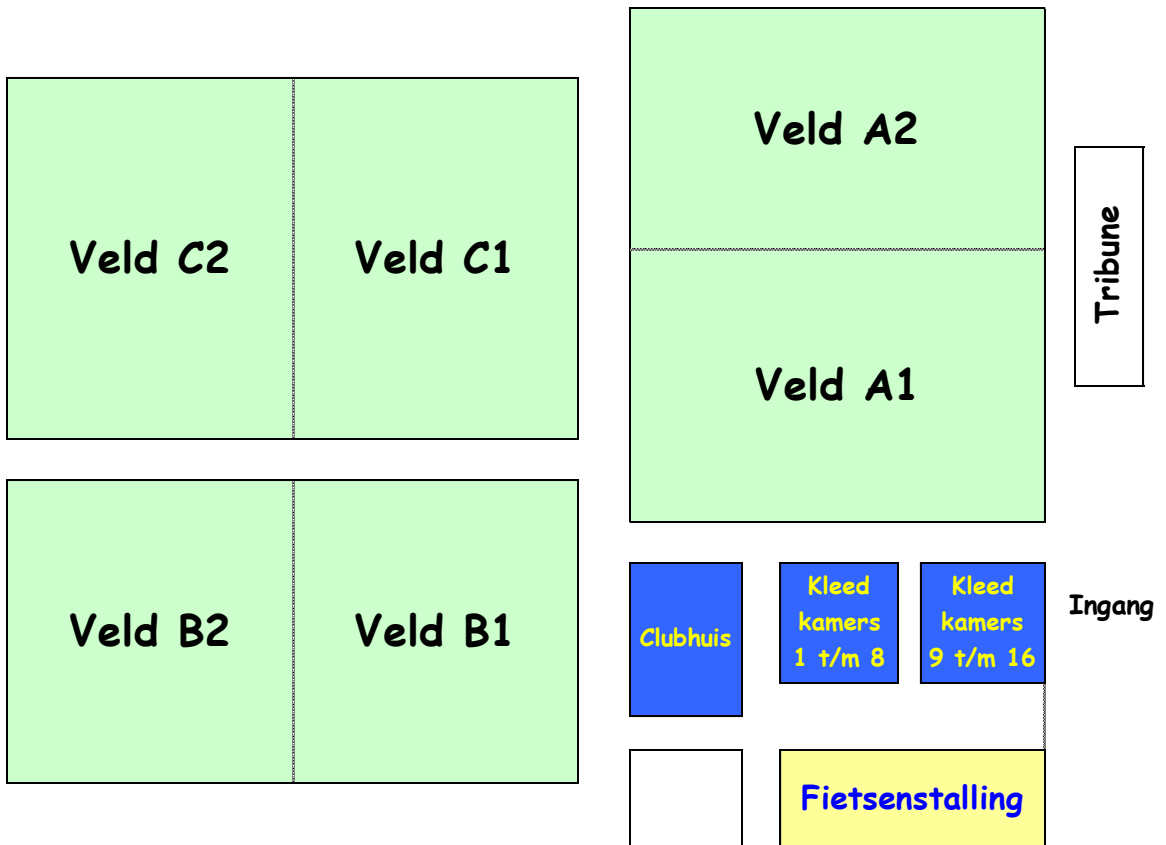 Veld A2
Tribune
Veld C2
Veld C1
Veld A1
Veld B2
Veld B1
Clubhuis
Kleed
kamers
1 t/m 8
Kleed
kamers
9 t/m 16
Ingang
Fietsenstalling